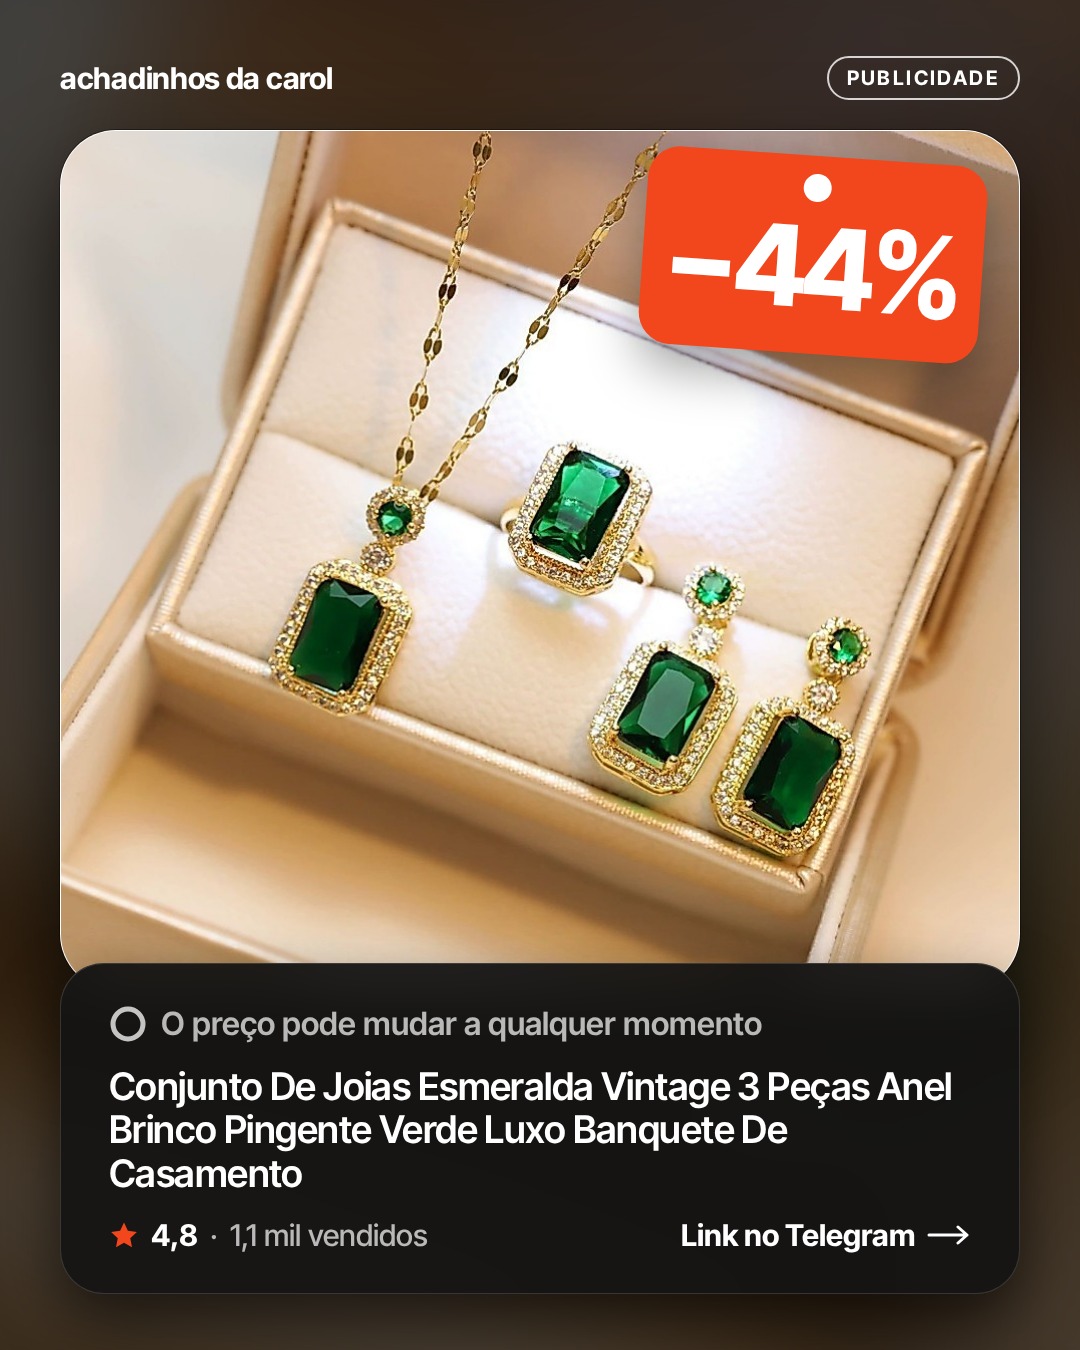 achadinhos da carol
PUBLICIDADE
-44%
O preço pode mudar a qualquer momento
Conjunto De Joias Esmeralda Vintage 3 Peças Anel
Brinco Pingente Verde Luxo Banquete De
Casamento
4,8 · 1,1 mil vendidos
Link no Telegram →